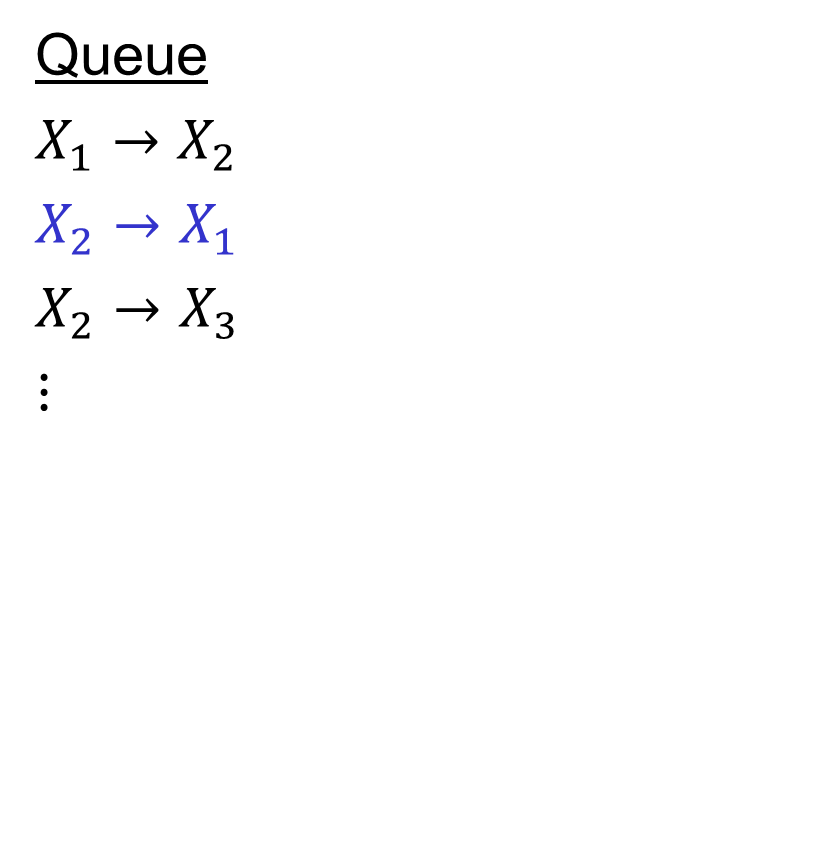 Queue
X₁ → X₂
X₂ → X₁
X₂ → X₃
⋮